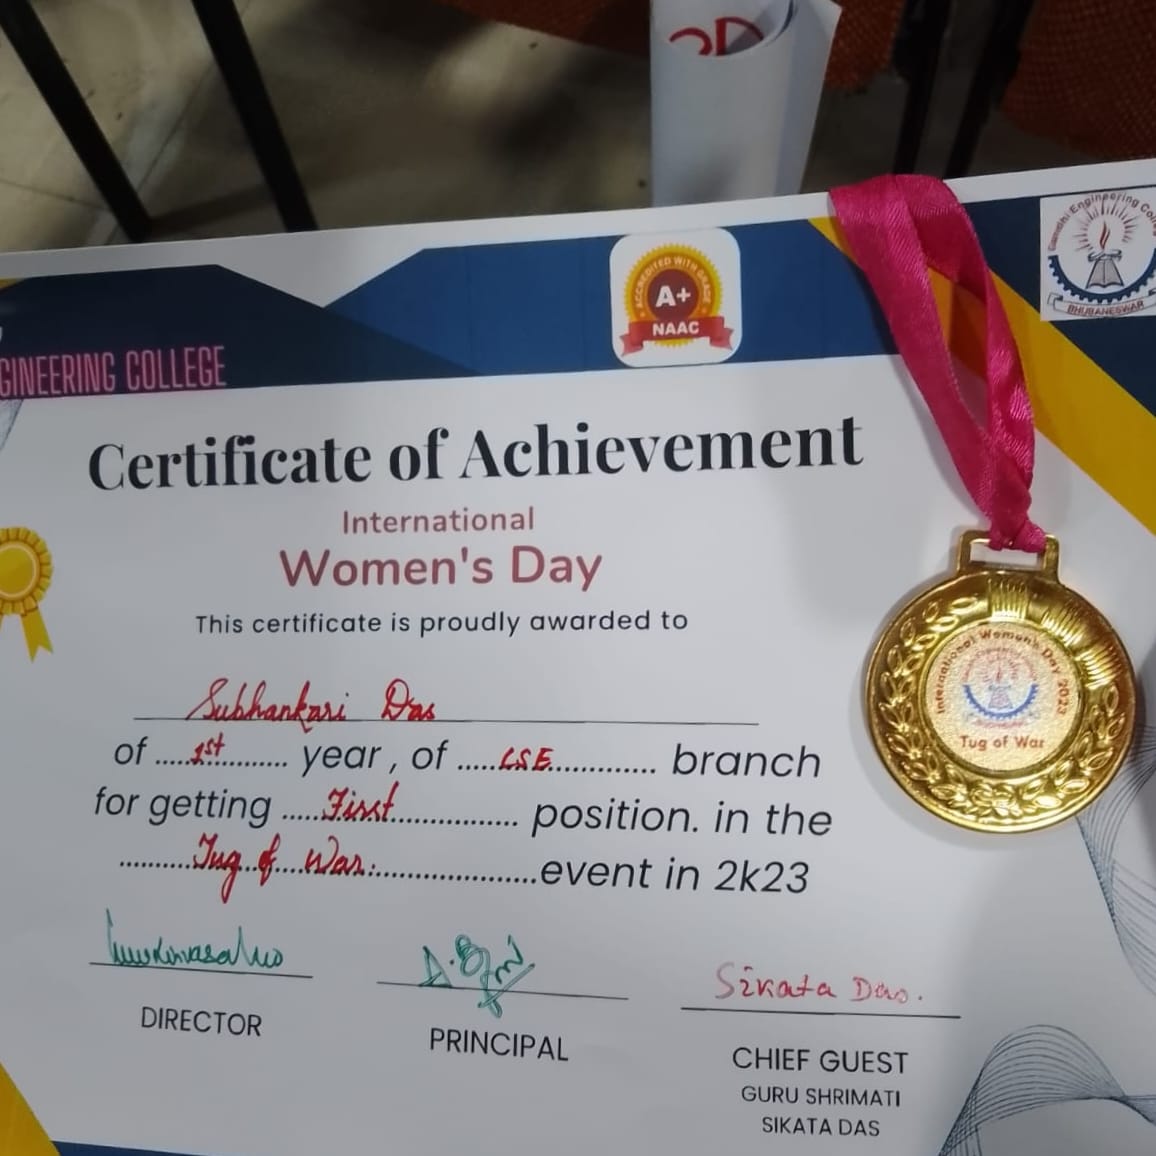 GINEERING COLLEGE
ACCREDITED WITH GRADE
A+
NAAC
Gandhi Engineering Colle
BHUBANESWAR
Certificate of Achievement
International
Women's Day
This certificate is proudly awarded to
Subhankari Das
of .....1st............ year , of .....CSE............. branch
for getting .....First................ position. in the
..........Tug of War.......................event in 2k23
International Women's Day 2023
Tug of War
Sikata Das.
DIRECTOR
PRINCIPAL
CHIEF GUEST
GURU SHRIMATI
SIKATA DAS